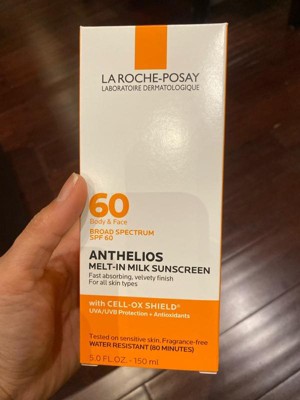 LA ROCHE-POSAY
LABORATOIRE DERMATOLOGIQUE
60
Body & Face
BROAD SPECTRUM
SPF 60
ANTHELIOS
MELT-IN MILK SUNSCREEN
Fast absorbing, velvety finish
For all skin types
with CELL-OX SHIELD®
UVA/UVB Protection + Antioxidants
Tested on sensitive skin. Fragrance-free
WATER RESISTANT (80 MINUTES)
5.0 FL.OZ. - 150 ml